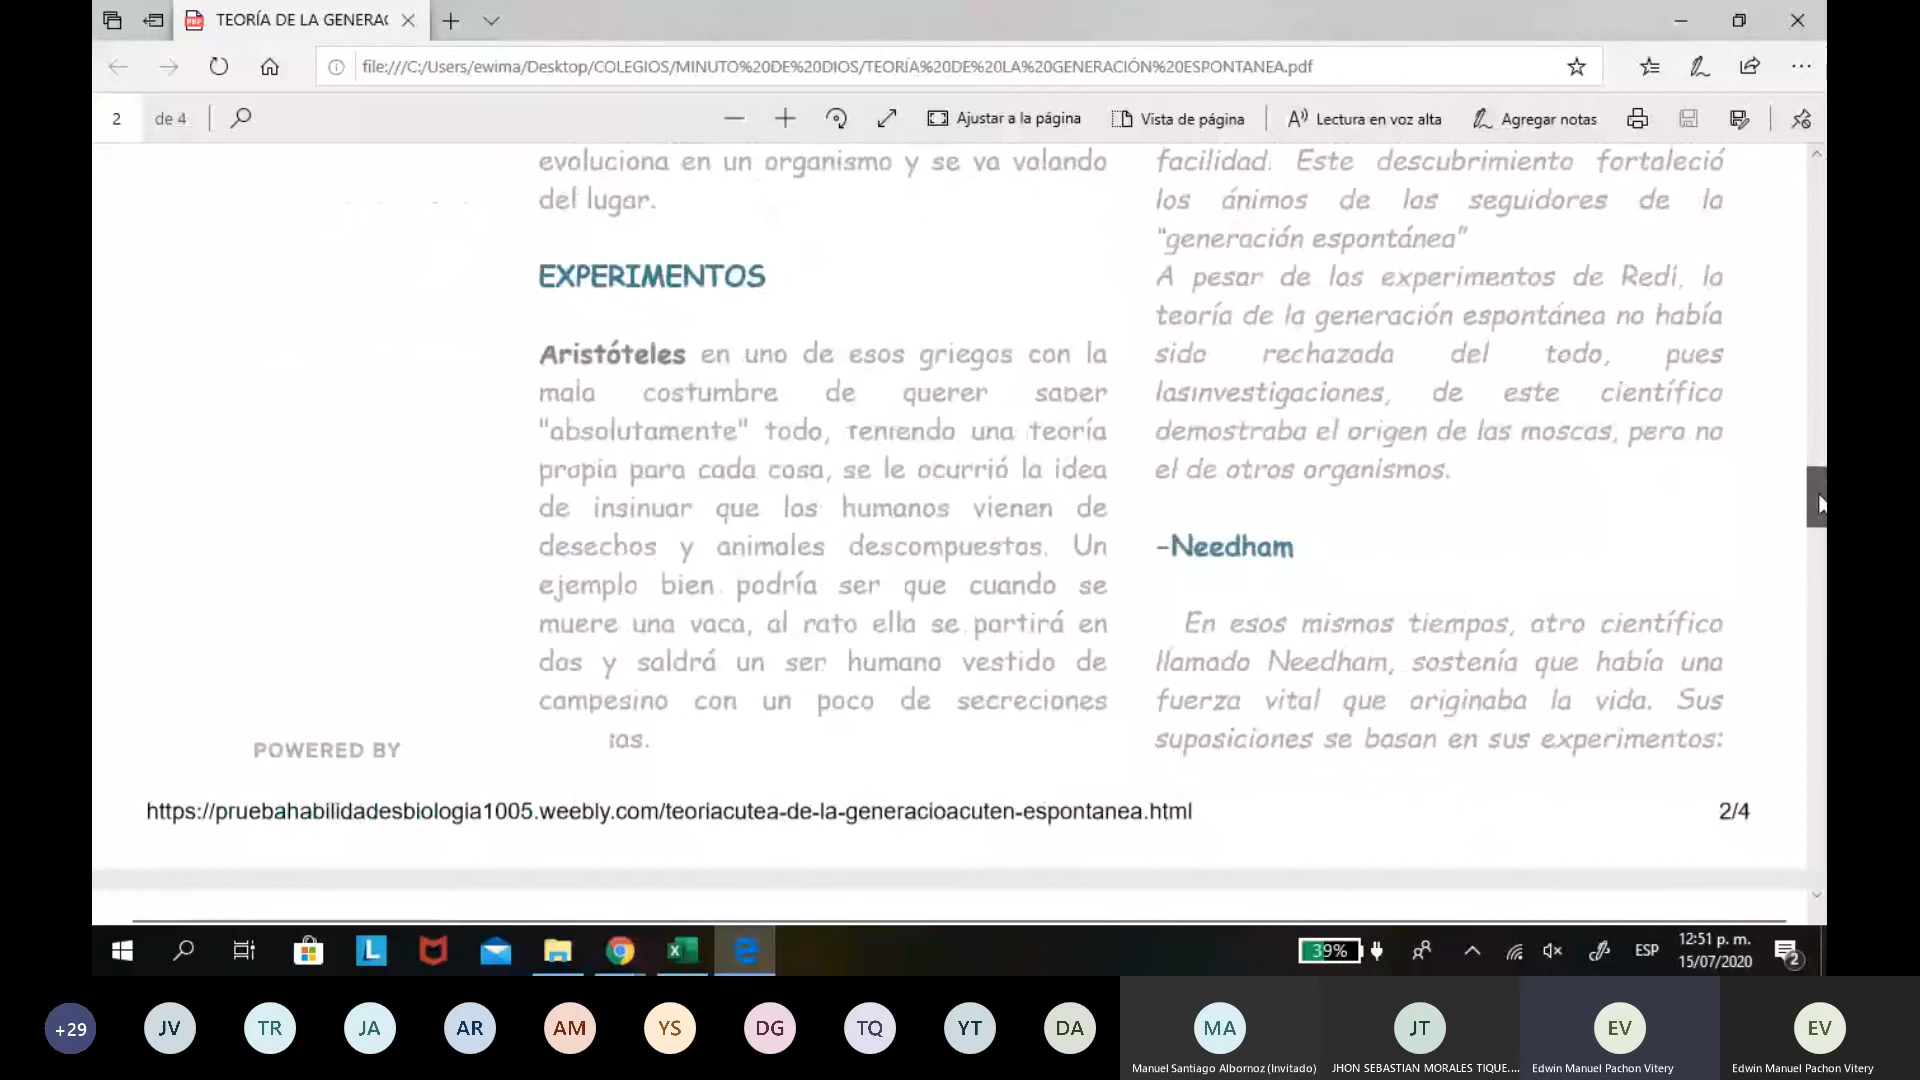 TEORÍA DE LA GENERAC
file:///C:/Users/ewima/Desktop/COLEGIOS/MINUTO%20DE%20DIOS/TEORÍA%20DE%20LA%20GENERACIÓN%20ESPONTANEA.pdf
2 de 4
Ajustar a la página
Vista de página
Lectura en voz alta
Agregar notas
evoluciona en un organismo y se va volando
del lugar.
EXPERIMENTOS
Aristóteles en uno de esos griegos con la
mala costumbre de querer saber
"absolutamente" todo, teniendo una teoría
propia para cada cosa, se le ocurrió la idea
de insinuar que los humanos vienen de
desechos y animales descompuestos. Un
ejemplo bien podría ser que cuando se
muere una vaca, al rato ella se partirá en
dos y saldrá un ser humano vestido de
campesino con un poco de secreciones
POWERED BY
facilidad. Este descubrimiento fortaleció
los ánimos de las seguidores de la
"generación espontánea"
A pesar de los experimentos de Redi, la
teoría de la generación espontánea no había
sido rechazada del todo, pues
lasinvestigaciones, de este científico
demostraba el origen de las moscas, pero no
el de otros organismos.
-Needham
En esos mismos tiempos, otro científico
llamado Needham, sostenía que había una
fuerza vital que originaba la vida. Sus
suposiciones se basan en sus experimentos:
https://pruebahabilidadesbiologia1005.weebly.com/teoriacutea-de-la-generacioacuten-espontanea.html
2/4
39%
ESP
12:51 p. m.
15/07/2020
2
+29
JV
TR
JA
AR
AM
YS
DG
TQ
YT
DA
MA
JT
EV
EV
Manuel Santiago Albornoz (Invitado)
JHON SEBASTIAN MORALES TIQUE....
Edwin Manuel Pachon Vitery
Edwin Manuel Pachon Vitery